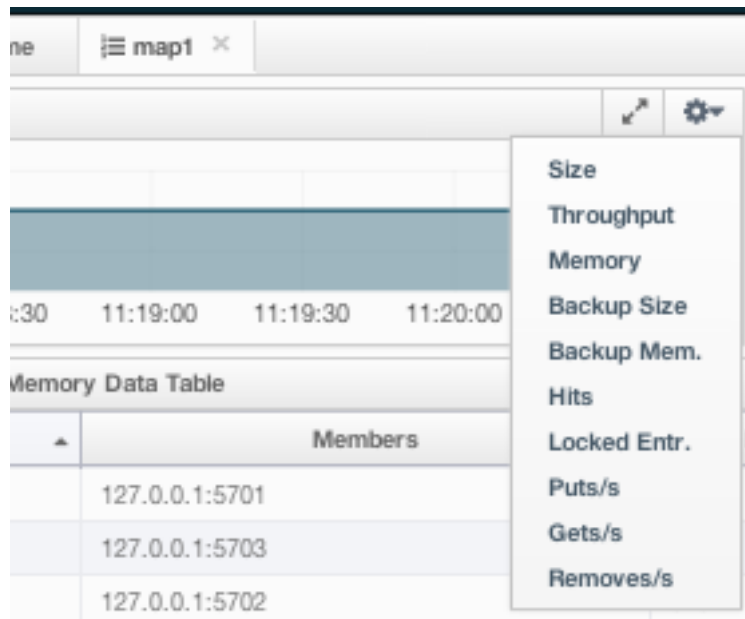 me
map1
Size
Throughput
Memory
Backup Size
Backup Mem.
Hits
Locked Entr.
Puts/s
Gets/s
Removes/s
:30 11:19:00 11:19:30 11:20:00
Memory Data Table
Members
127.0.0.1:5701
127.0.0.1:5703
127.0.0.1:5702